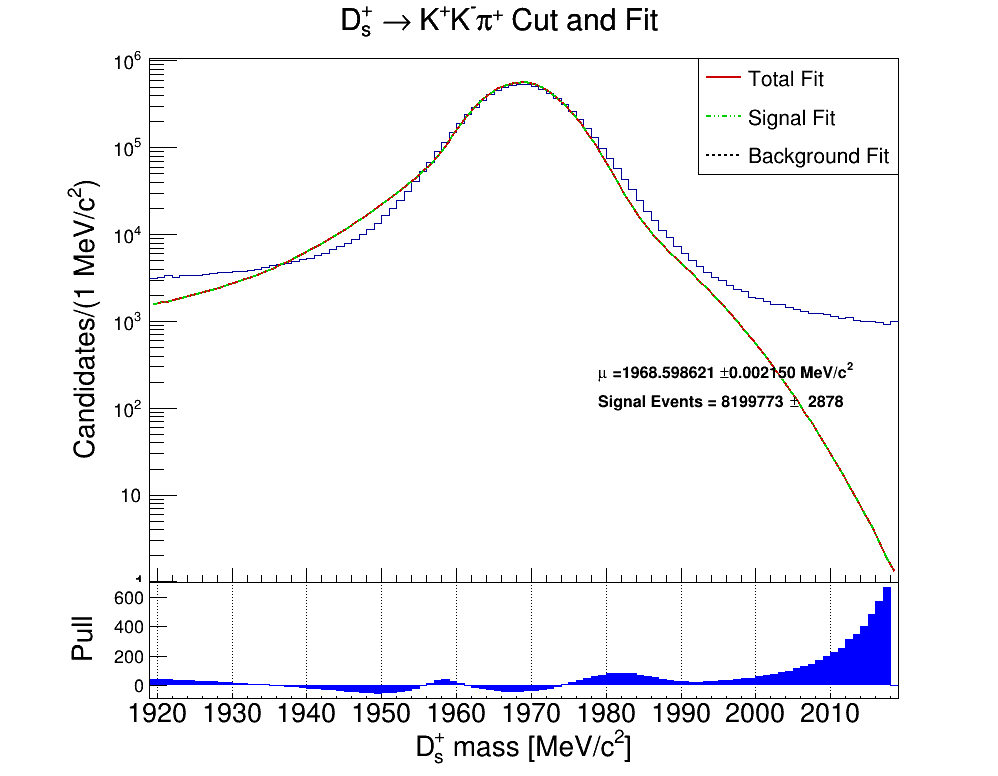 D_s^+ → K^+K^-π^+ Cut and Fit
Total Fit
Signal Fit
Background Fit
Candidates/(1 MeV/c^2)
10^6
10^5
10^4
10^3
10^2
10
1
μ =1968.598621 ±0.002150 MeV/c^2
Signal Events = 8199773 ± 2878
Pull
600
400
200
0
1920 1930 1940 1950 1960 1970 1980 1990 2000 2010
D_s^+ mass [MeV/c^2]